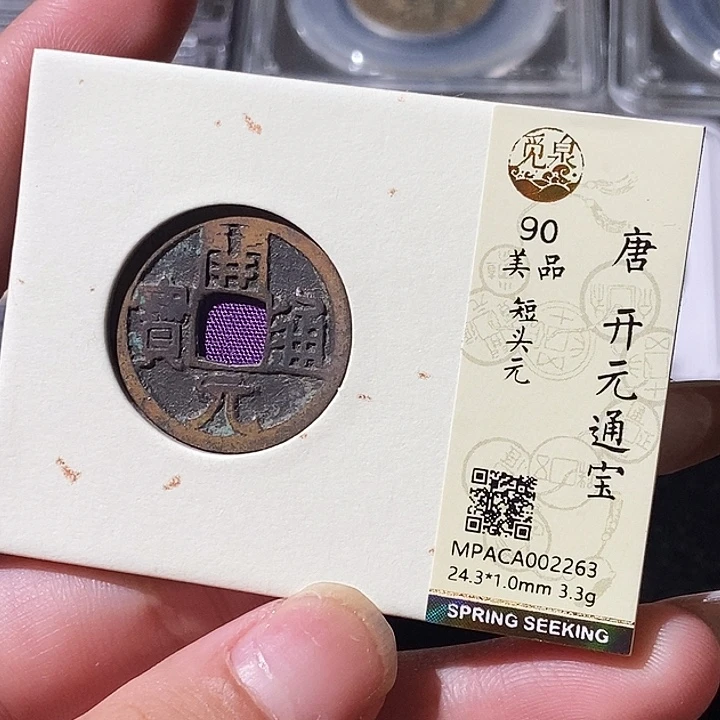 開元通寳
觅泉
90
美品
短头元
唐 开元通宝
MPACA002263
24.3*1.0mm 3.3g
SPRING SEEKING